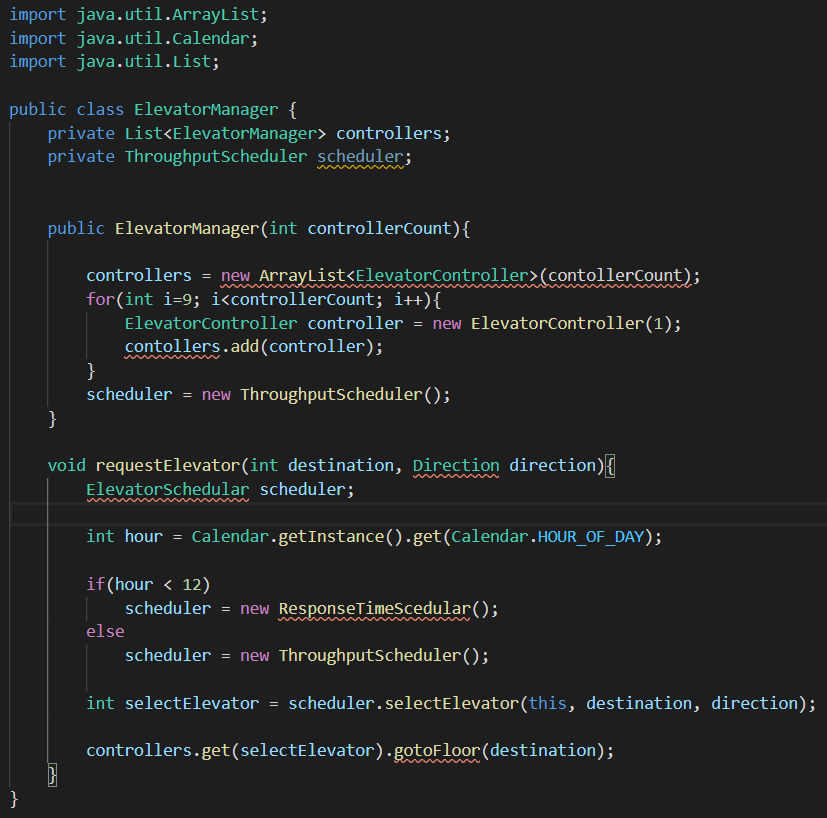 import java.util.ArrayList;
import java.util.Calendar;
import java.util.List;
public class ElevatorManager {
private List<ElevatorManager> controllers;
private ThroughputScheduler scheduler;
public ElevatorManager(int controllerCount){
controllers = new ArrayList<ElevatorController>(contollerCount);
for(int i=9; i<controllerCount; i++){
ElevatorController controller = new ElevatorController(1);
contollers.add(controller);
}
scheduler = new ThroughputScheduler();
}
void requestElevator(int destination, Direction direction){
ElevatorSchedular scheduler;
int hour = Calendar.getInstance().get(Calendar.HOUR_OF_DAY);
if(hour < 12)
scheduler = new ResponseTimeScedular();
else
scheduler = new ThroughputScheduler();
int selectElevator = scheduler.selectElevator(this, destination, direction);
controllers.get(selectElevator).gotoFloor(destination);
}
}